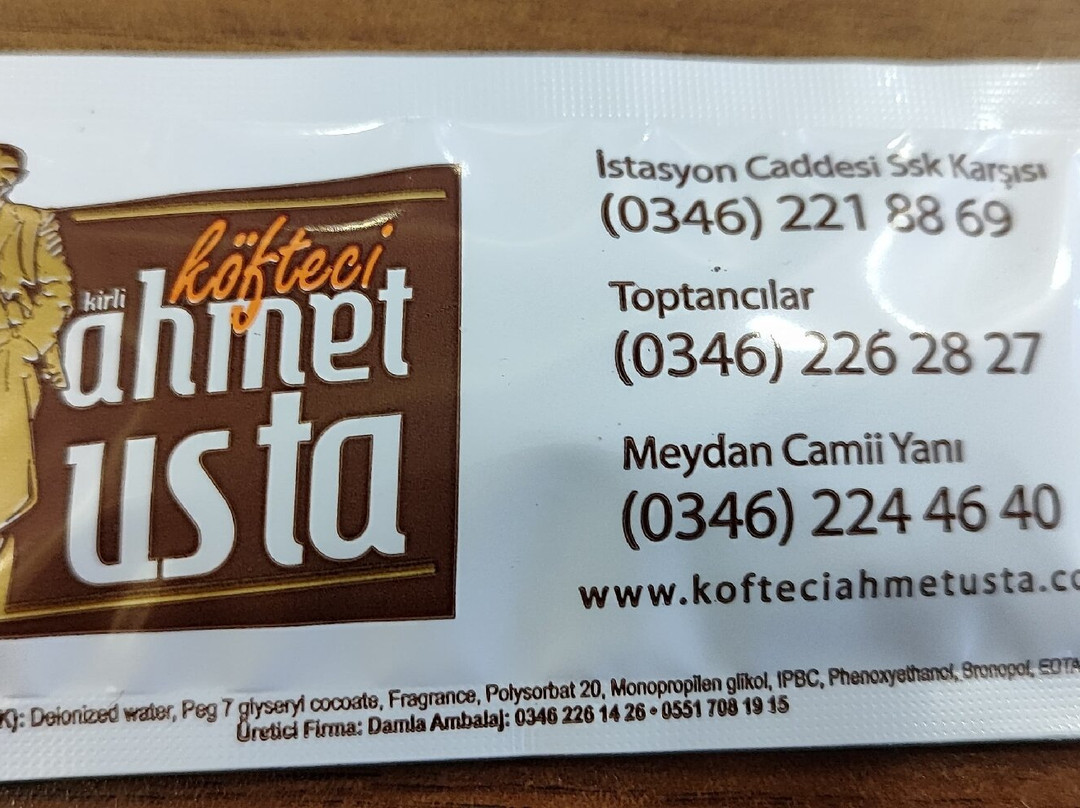 köfteci
kirli
ahmet
usta
İstasyon Caddesi Ssk Karşısı
(0346) 221 88 69
Toptancılar
(0346) 226 28 27
Meydan Camii Yanı
(0346) 224 46 40
www.kofteciahmetusta.co
Deionized water, Peg 7 glyseryl cocoate, Fragrance, Polysorbat 20, Monopropilen glikol, IPBC, Phenoxyethanol, Bronopol, EDTA
Üretici Firma: Damla Ambalaj: 0346 226 14 26 • 0551 708 19 15